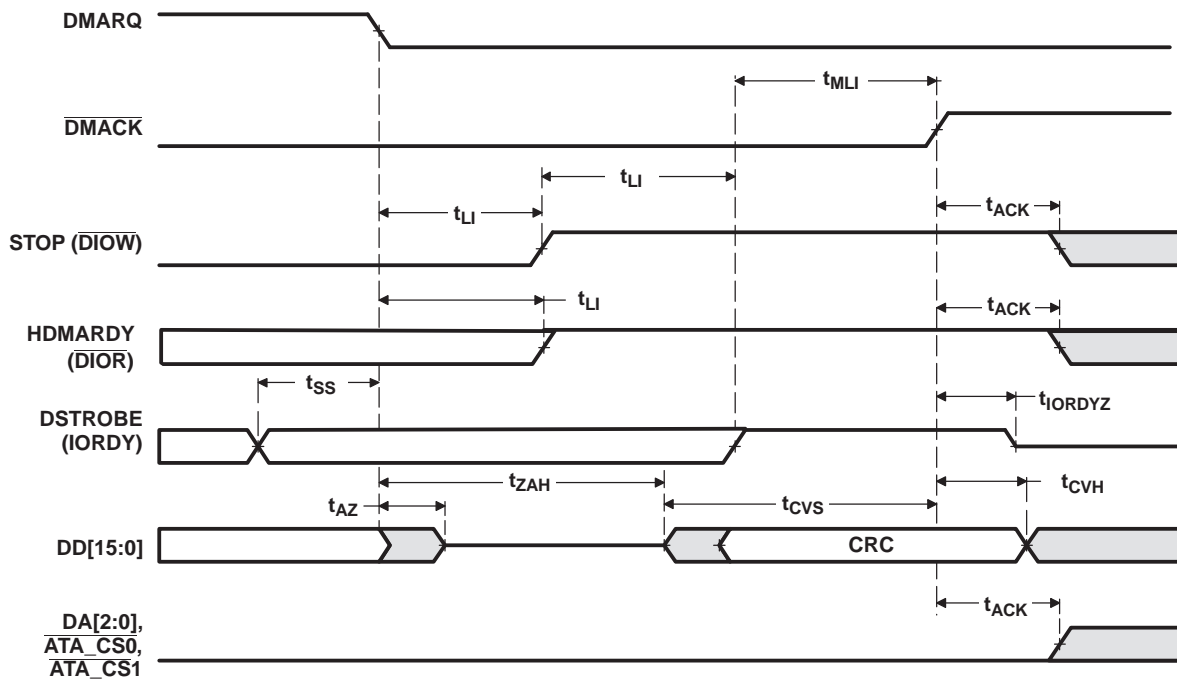 DMARQ
tMLI
DMACK
tLI
tLI
tACK
STOP (DIOW)
tLI
tACK
HDMARDY
(DIOR)
tSS
tIORDYZ
DSTROBE
(IORDY)
tZAH
tCVH
tAZ
tCVS
DD[15:0]
CRC
tACK
DA[2:0],
ATA_CS0,
ATA_CS1